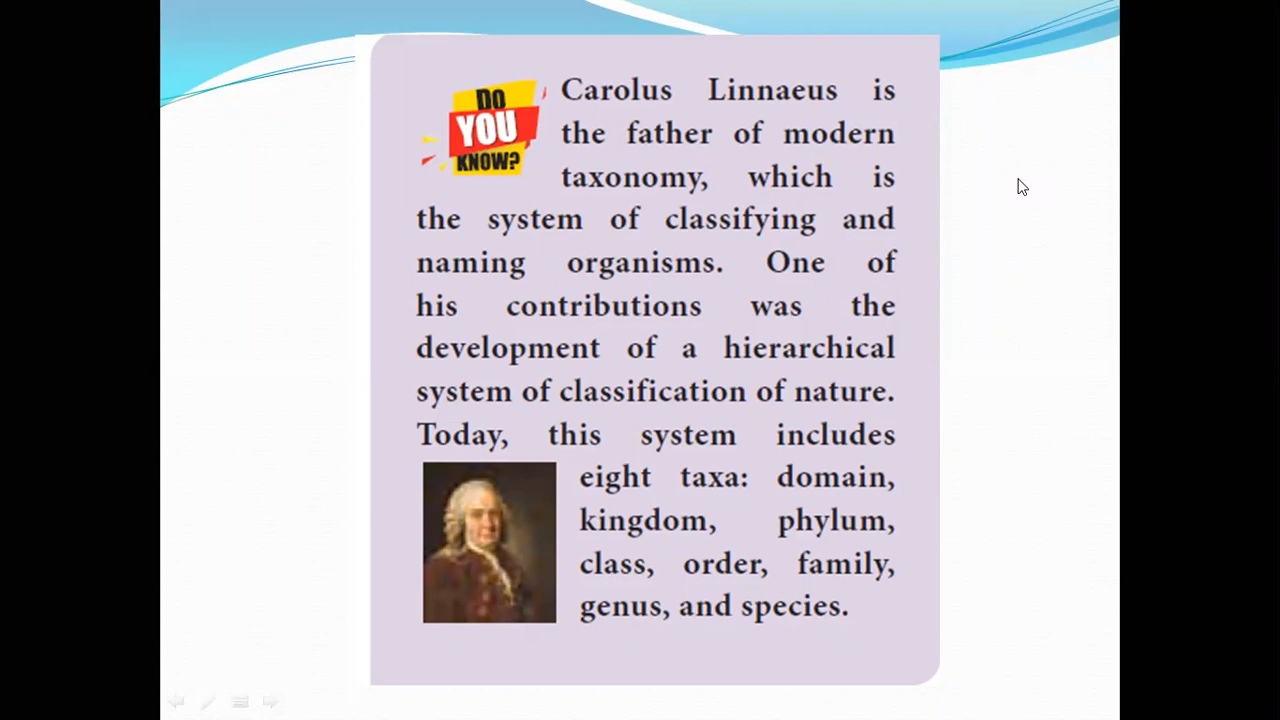 DO
YOU
KNOW?
Carolus Linnaeus is
the father of modern
taxonomy, which is
the system of classifying and
naming organisms. One of
his contributions was the
development of a hierarchical
system of classification of nature.
Today, this system includes
eight taxa: domain,
kingdom, phylum,
class, order, family,
genus, and species.